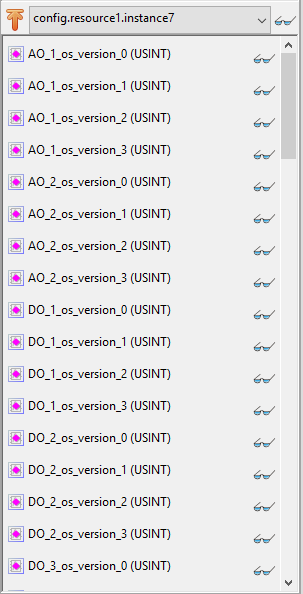 config.resource1.instance7
AO_1_os_version_0 (USINT)
AO_1_os_version_1 (USINT)
AO_1_os_version_2 (USINT)
AO_1_os_version_3 (USINT)
AO_2_os_version_0 (USINT)
AO_2_os_version_1 (USINT)
AO_2_os_version_2 (USINT)
AO_2_os_version_3 (USINT)
DO_1_os_version_0 (USINT)
DO_1_os_version_1 (USINT)
DO_1_os_version_2 (USINT)
DO_1_os_version_3 (USINT)
DO_2_os_version_0 (USINT)
DO_2_os_version_1 (USINT)
DO_2_os_version_2 (USINT)
DO_2_os_version_3 (USINT)
DO_3_os_version_0 (USINT)